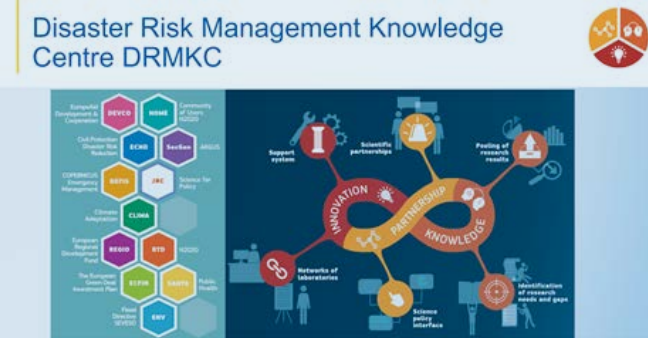 Disaster Risk Management Knowledge
Centre DRMKC
European
Development &
Cooperation
DEVCO
HOME
Community
of Users
H2020
Civil Protection
Disaster Risk
Reduction
ECHO
SecGen
ARGUS
COPERNICUS
Emergency
Management
JRC
Science for
Policy
Climate
Adaptation
CLIMA
European
Regional
Development
Fund
REGIO
RTD
H2020
The European
Green Deal
Investment Plan
ECFIN
SANTE
Public
Health
Flood
Directive
SEVESO
ENV
Support
system
Scientific
partnerships
Pooling of
research
results
INNOVATION
PARTNERSHIP
KNOWLEDGE
Networks of
laboratories
Science
policy
interface
Identification
of research
needs and gaps